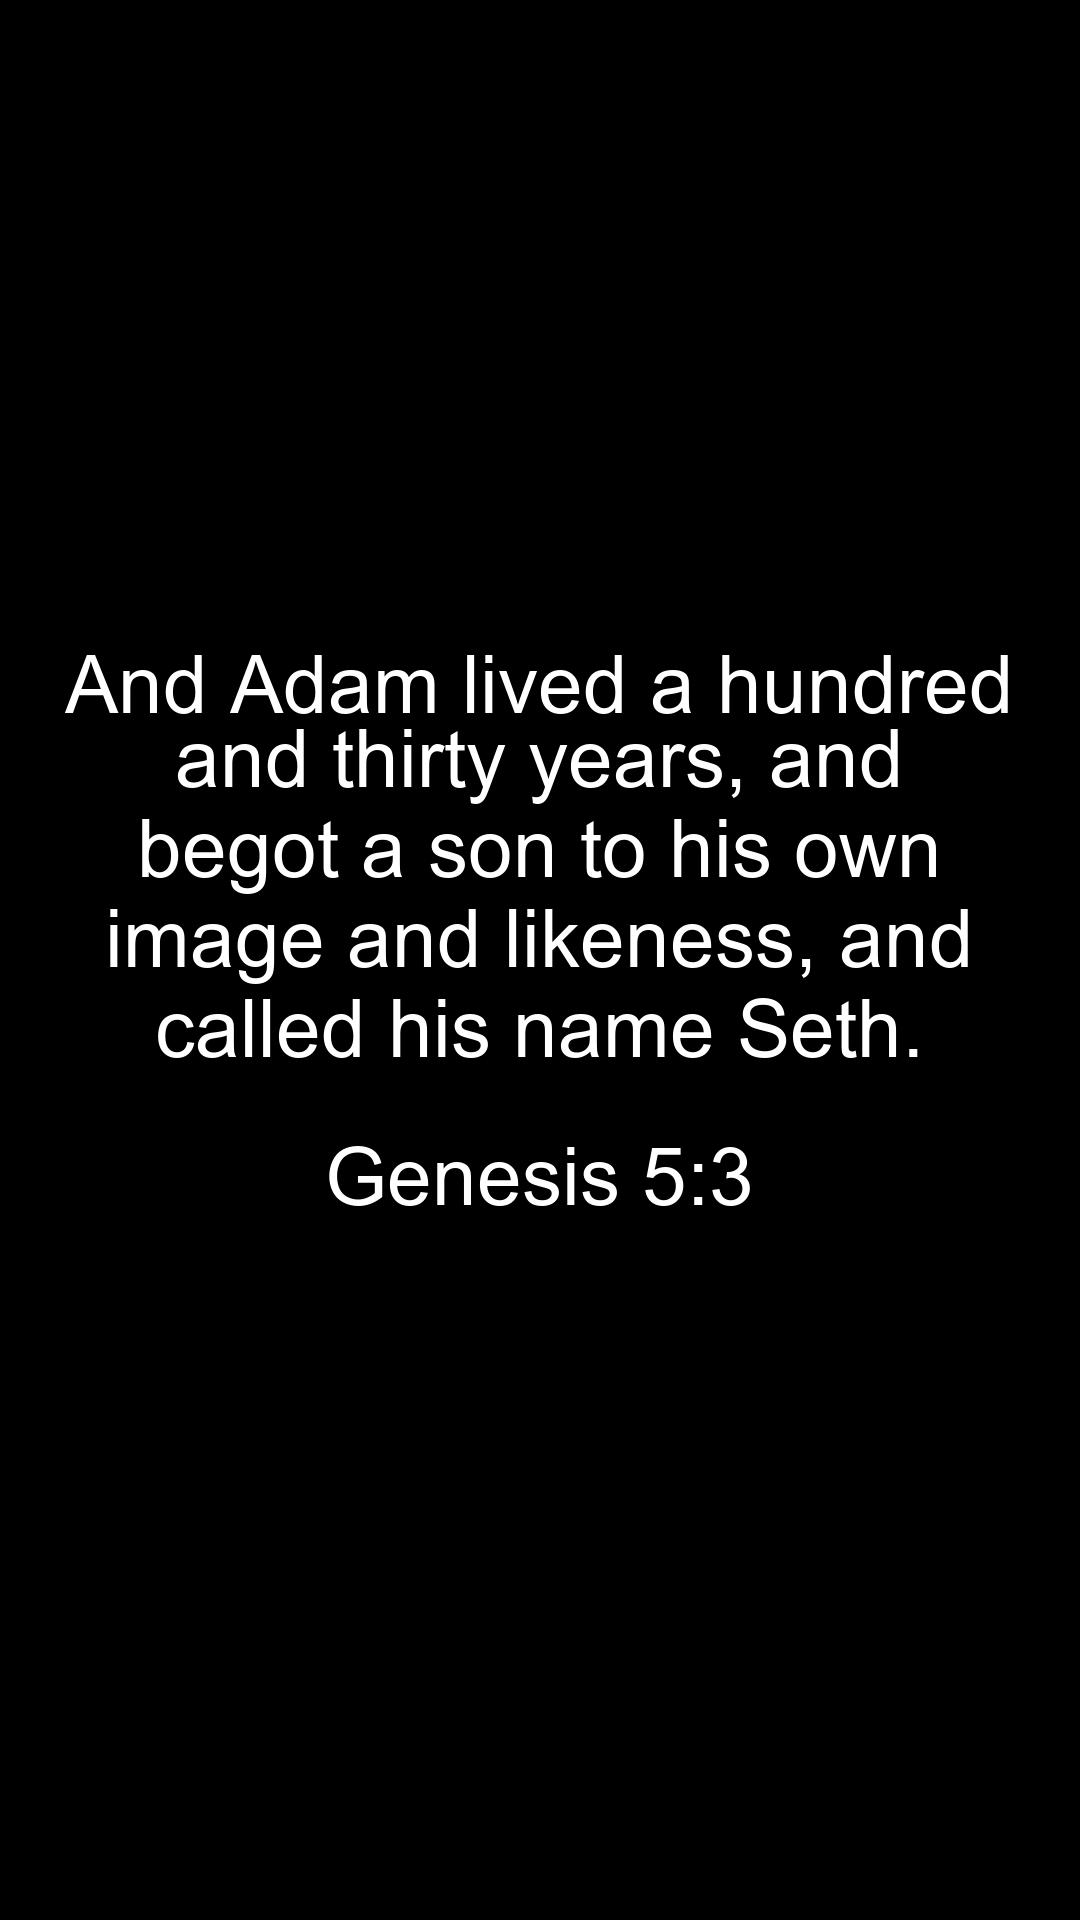 And Adam lived a hundred
and thirty years, and
begot a son to his own
image and likeness, and
called his name Seth.
Genesis 5:3